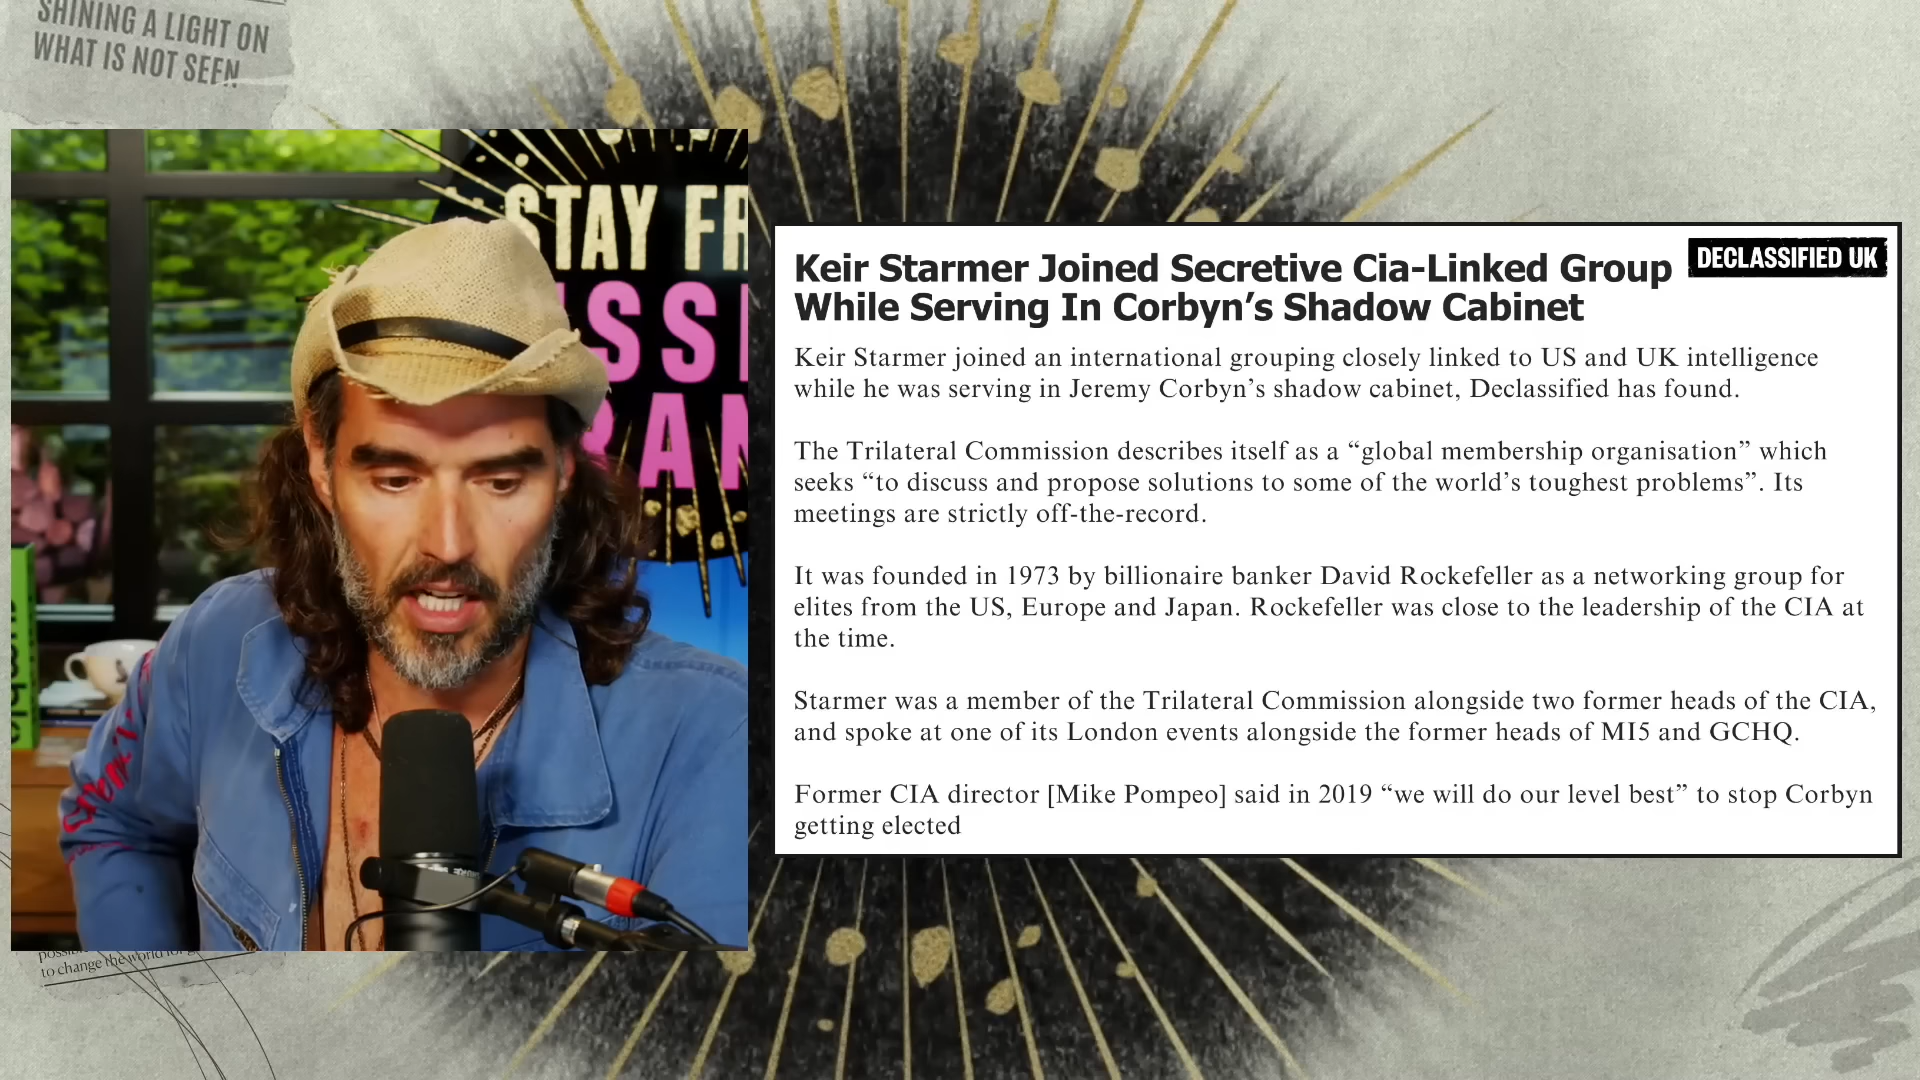 SHINING A LIGHT ON
WHAT IS NOT SEEN
STAY FR
RAN
Keir Starmer Joined Secretive Cia-Linked Group
While Serving In Corbyn’s Shadow Cabinet
DECLASSIFIED UK
Keir Starmer joined an international grouping closely linked to US and UK intelligence
while he was serving in Jeremy Corbyn’s shadow cabinet, Declassified has found.
The Trilateral Commission describes itself as a “global membership organisation” which
seeks “to discuss and propose solutions to some of the world’s toughest problems”. Its
meetings are strictly off-the-record.
It was founded in 1973 by billionaire banker David Rockefeller as a networking group for
elites from the US, Europe and Japan. Rockefeller was close to the leadership of the CIA at
the time.
Starmer was a member of the Trilateral Commission alongside two former heads of the CIA,
and spoke at one of its London events alongside the former heads of MI5 and GCHQ.
Former CIA director [Mike Pompeo] said in 2019 “we will do our level best” to stop Corbyn
getting elected
to change the world for